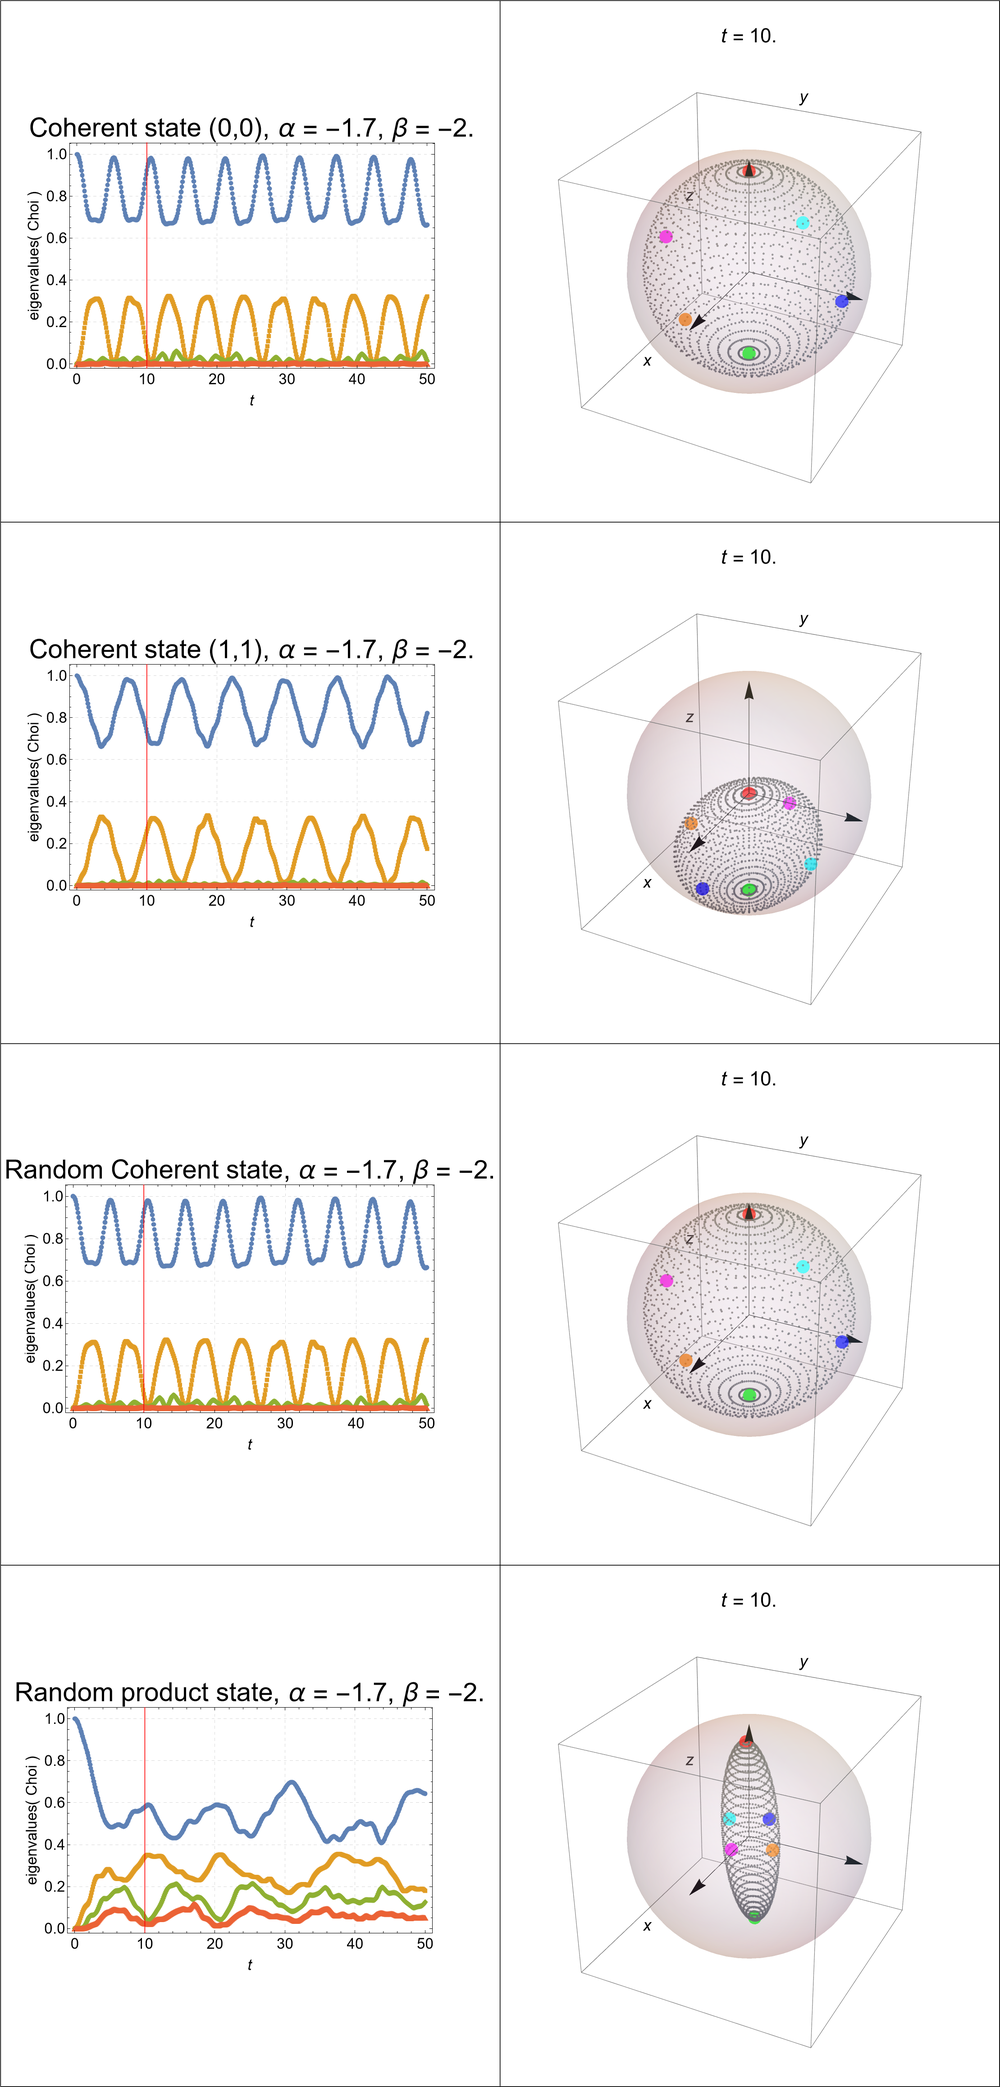 t = 10.
y
Coherent state (0,0), α = −1.7, β = −2.
z
x
eigenvalues( Choi )
1.0
0.8
0.6
0.4
0.2
0.0
0 10 20 30 40 50
t
t = 10.
y
Coherent state (1,1), α = −1.7, β = −2.
z
x
eigenvalues( Choi )
1.0
0.8
0.6
0.4
0.2
0.0
0 10 20 30 40 50
t
t = 10.
y
Random Coherent state, α = −1.7, β = −2.
z
x
eigenvalues( Choi )
1.0
0.8
0.6
0.4
0.2
0.0
0 10 20 30 40 50
t
t = 10.
y
Random product state, α = −1.7, β = −2.
z
x
eigenvalues( Choi )
1.0
0.8
0.6
0.4
0.2
0.0
0 10 20 30 40 50
t